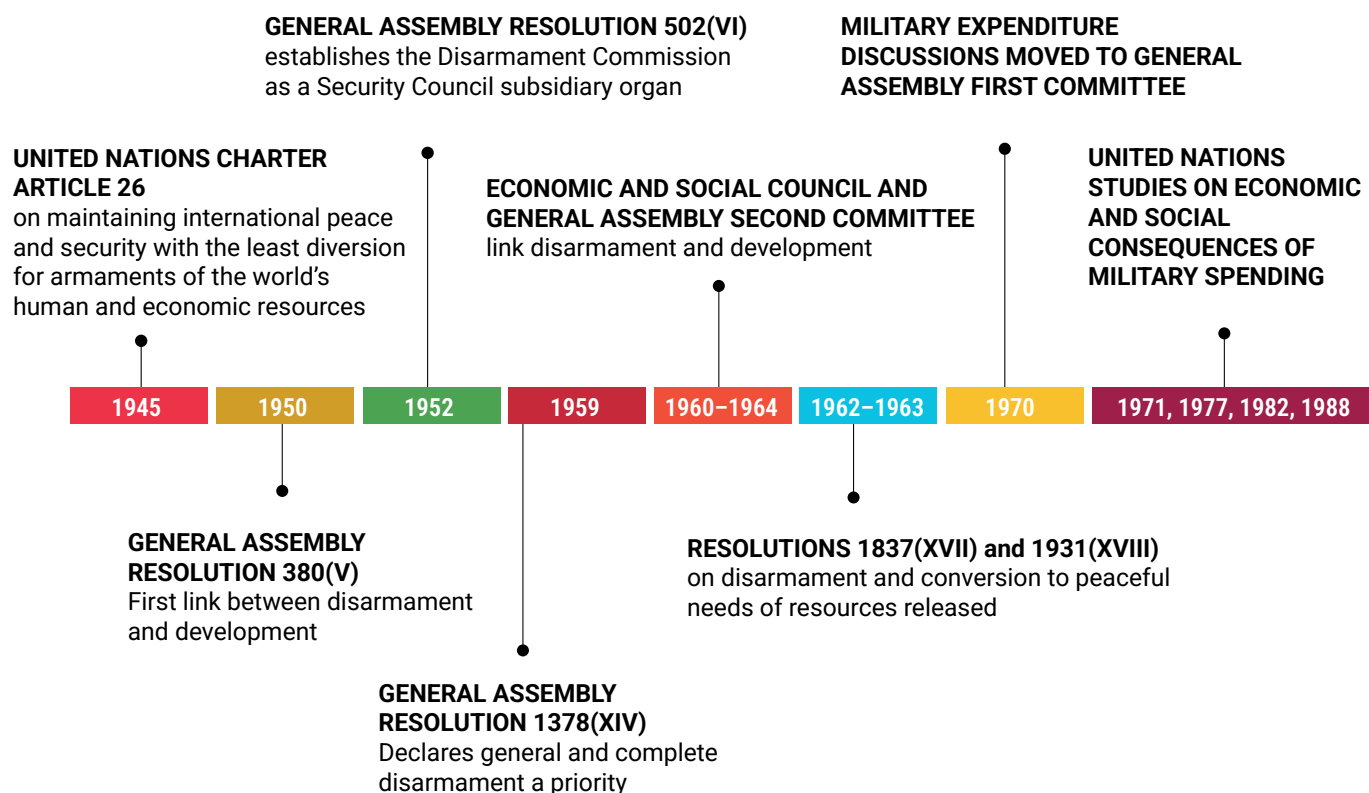 GENERAL ASSEMBLY RESOLUTION 502(VI)
establishes the Disarmament Commission
as a Security Council subsidiary organ
MILITARY EXPENDITURE
DISCUSSIONS MOVED TO GENERAL
ASSEMBLY FIRST COMMITTEE
UNITED NATIONS CHARTER
ARTICLE 26
on maintaining international peace
and security with the least diversion
for armaments of the world’s
human and economic resources
ECONOMIC AND SOCIAL COUNCIL AND
GENERAL ASSEMBLY SECOND COMMITTEE
link disarmament and development
UNITED NATIONS
STUDIES ON ECONOMIC
AND SOCIAL
CONSEQUENCES OF
MILITARY SPENDING
1945
1950
1952
1959
1960–1964
1962–1963
1970
1971, 1977, 1982, 1988
GENERAL ASSEMBLY
RESOLUTION 380(V)
First link between disarmament
and development
RESOLUTIONS 1837(XVII) and 1931(XVIII)
on disarmament and conversion to peaceful
needs of resources released
GENERAL ASSEMBLY
RESOLUTION 1378(XIV)
Declares general and complete
disarmament a priority